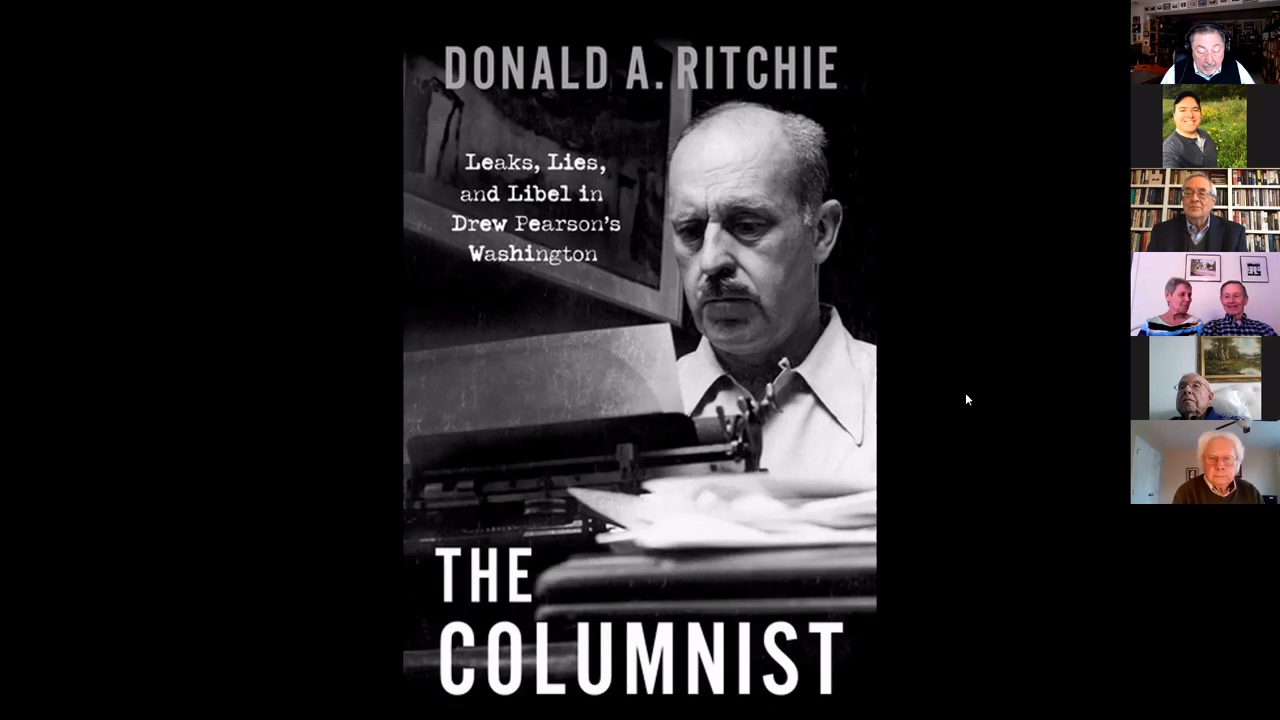 DONALD A. RITCHIE
Leaks, Lies,
and Libel in
Drew Pearson's
Washington
THE
COLUMNIST